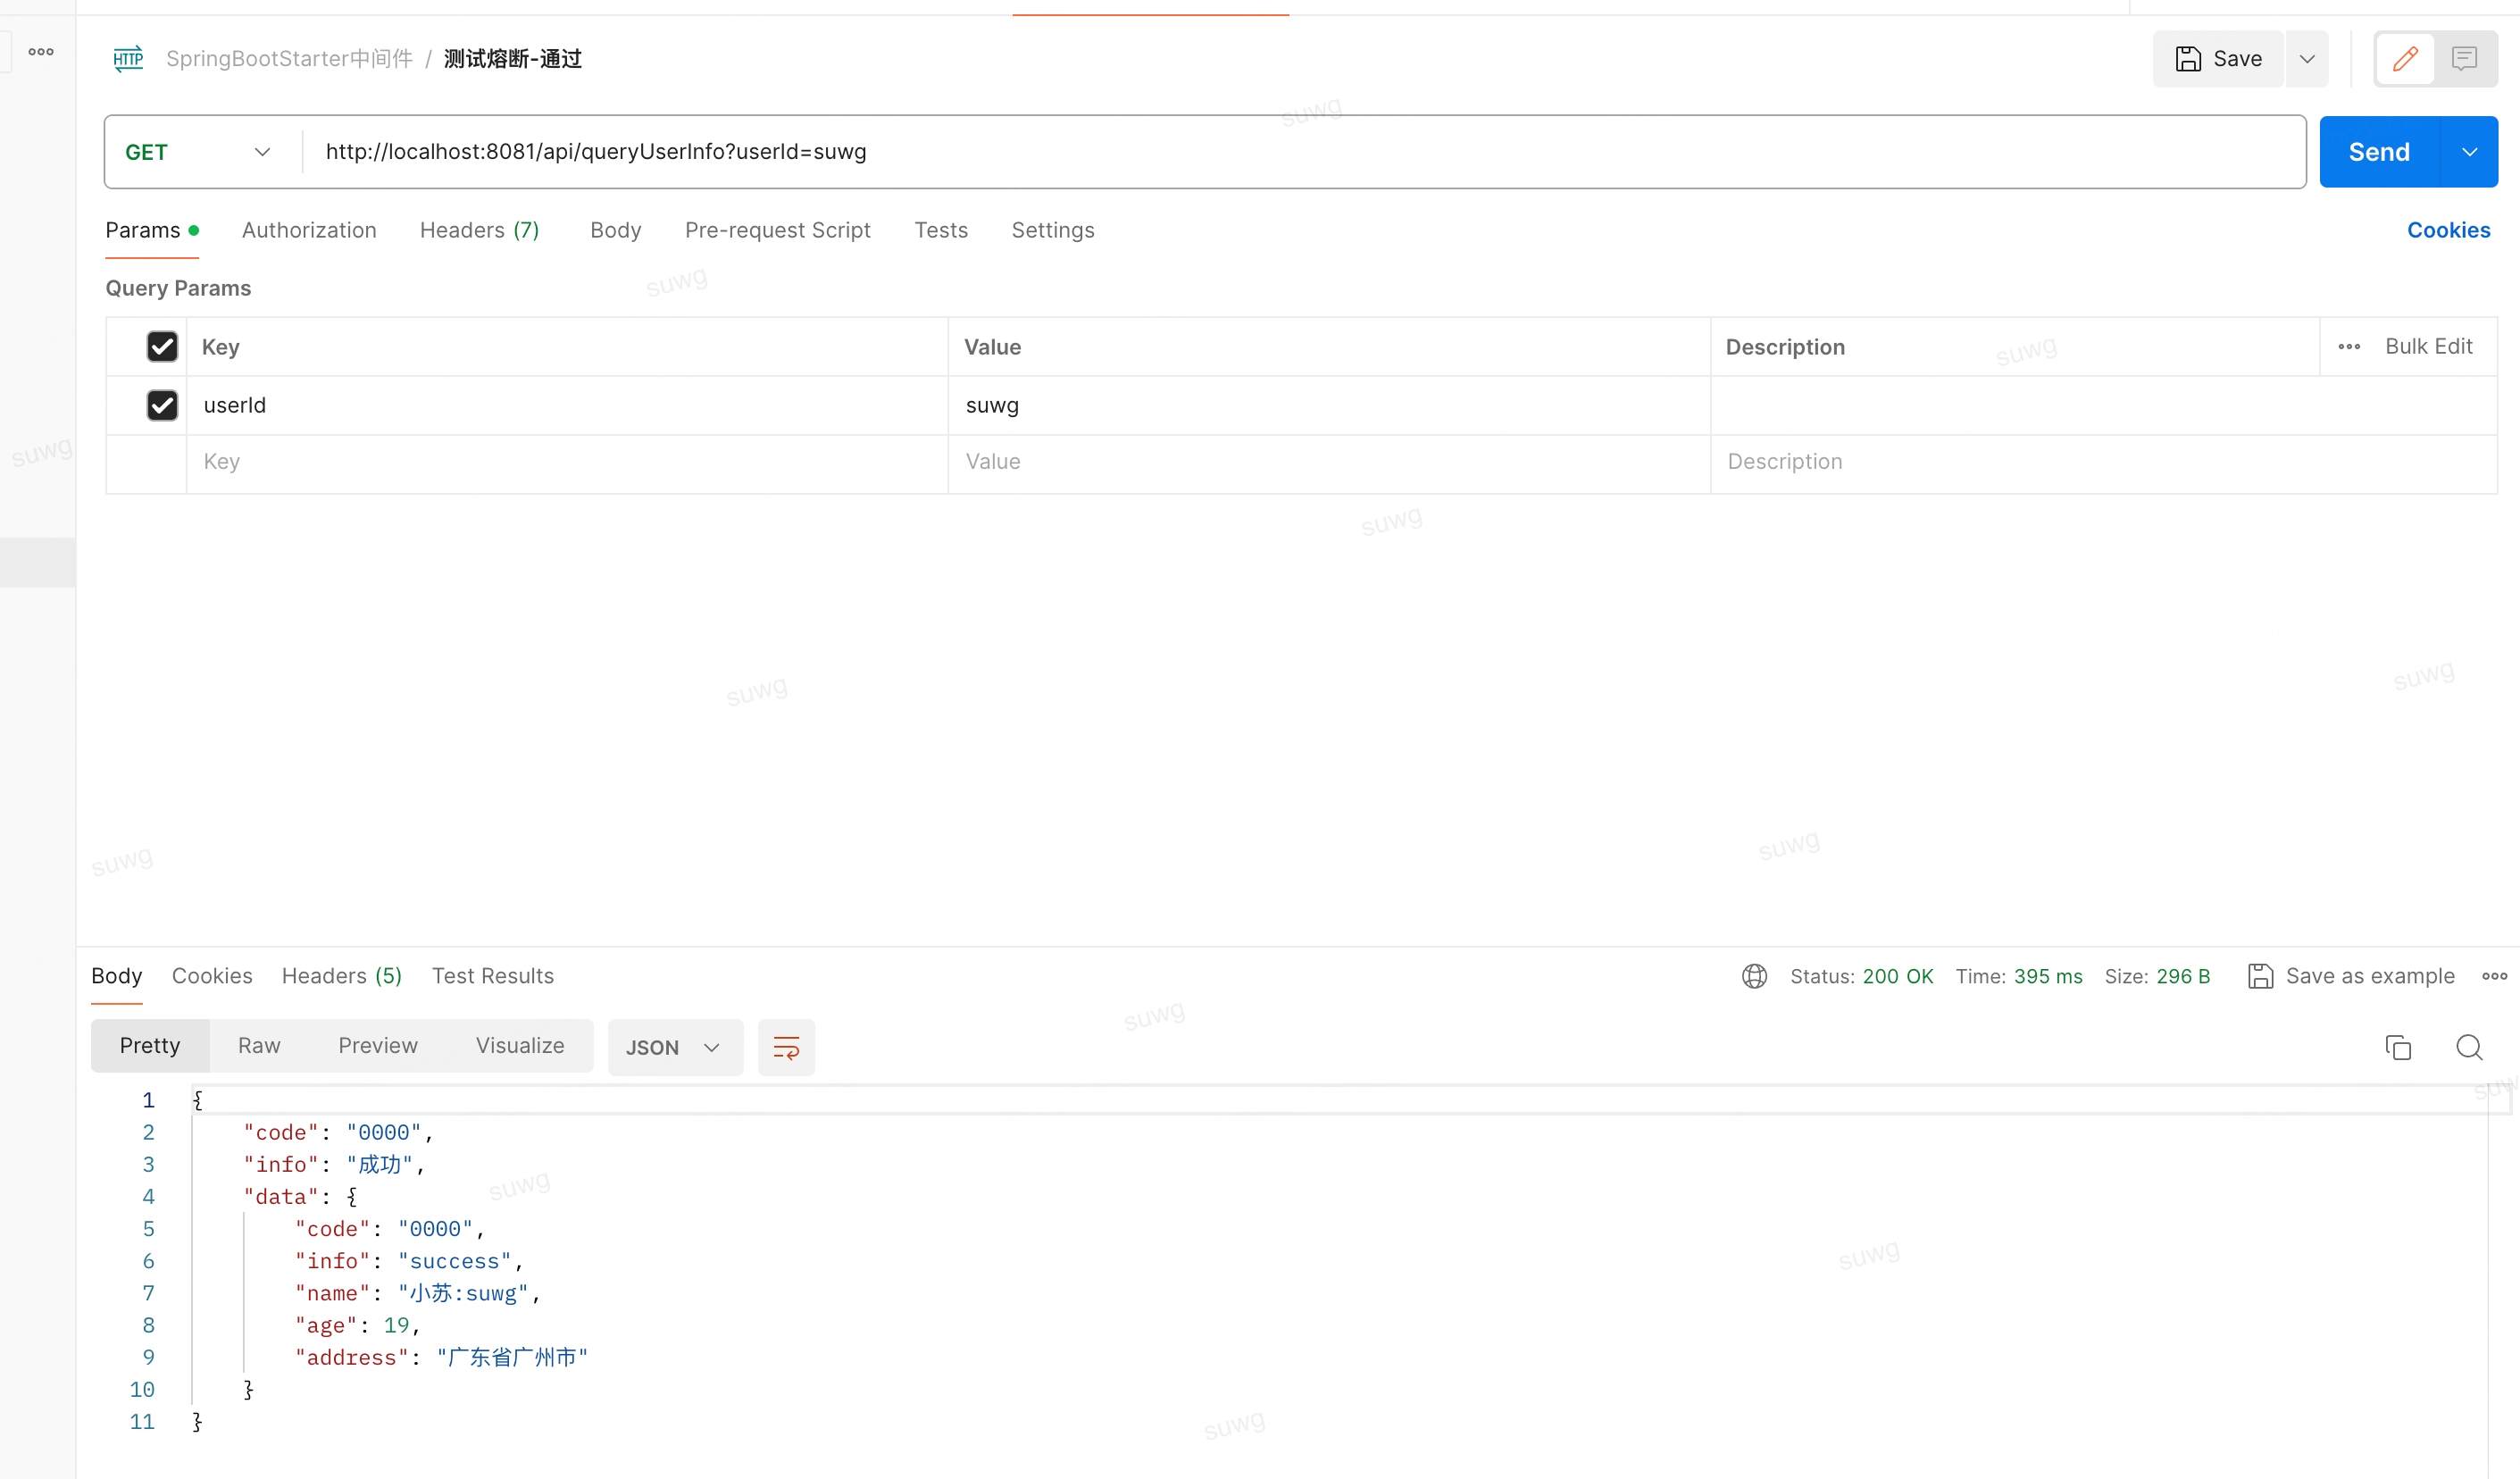 HTTP SpringBootStarter中间件 / 测试熔断-通过 Save
GET http://localhost:8081/api/queryUserInfo?userId=suwg Send
Params Authorization Headers (7) Body Pre-request Script Tests Settings Cookies
Query Params
Key Value Description Bulk Edit
userId suwg
Key Value Description
Body Cookies Headers (5) Test Results Status: 200 OK Time: 395 ms Size: 296 B Save as example
Pretty Raw Preview Visualize JSON
1 {
2 "code": "0000",
3 "info": "成功",
4 "data": {
5 "code": "0000",
6 "info": "success",
7 "name": "小苏:suwg",
8 "age": 19,
9 "address": "广东省广州市"
10 }
11 }
suwg
suwg
suwg
suwg
suwg
suwg
suwg
suwg
suwg
suwg
suwg
suwg
suwg